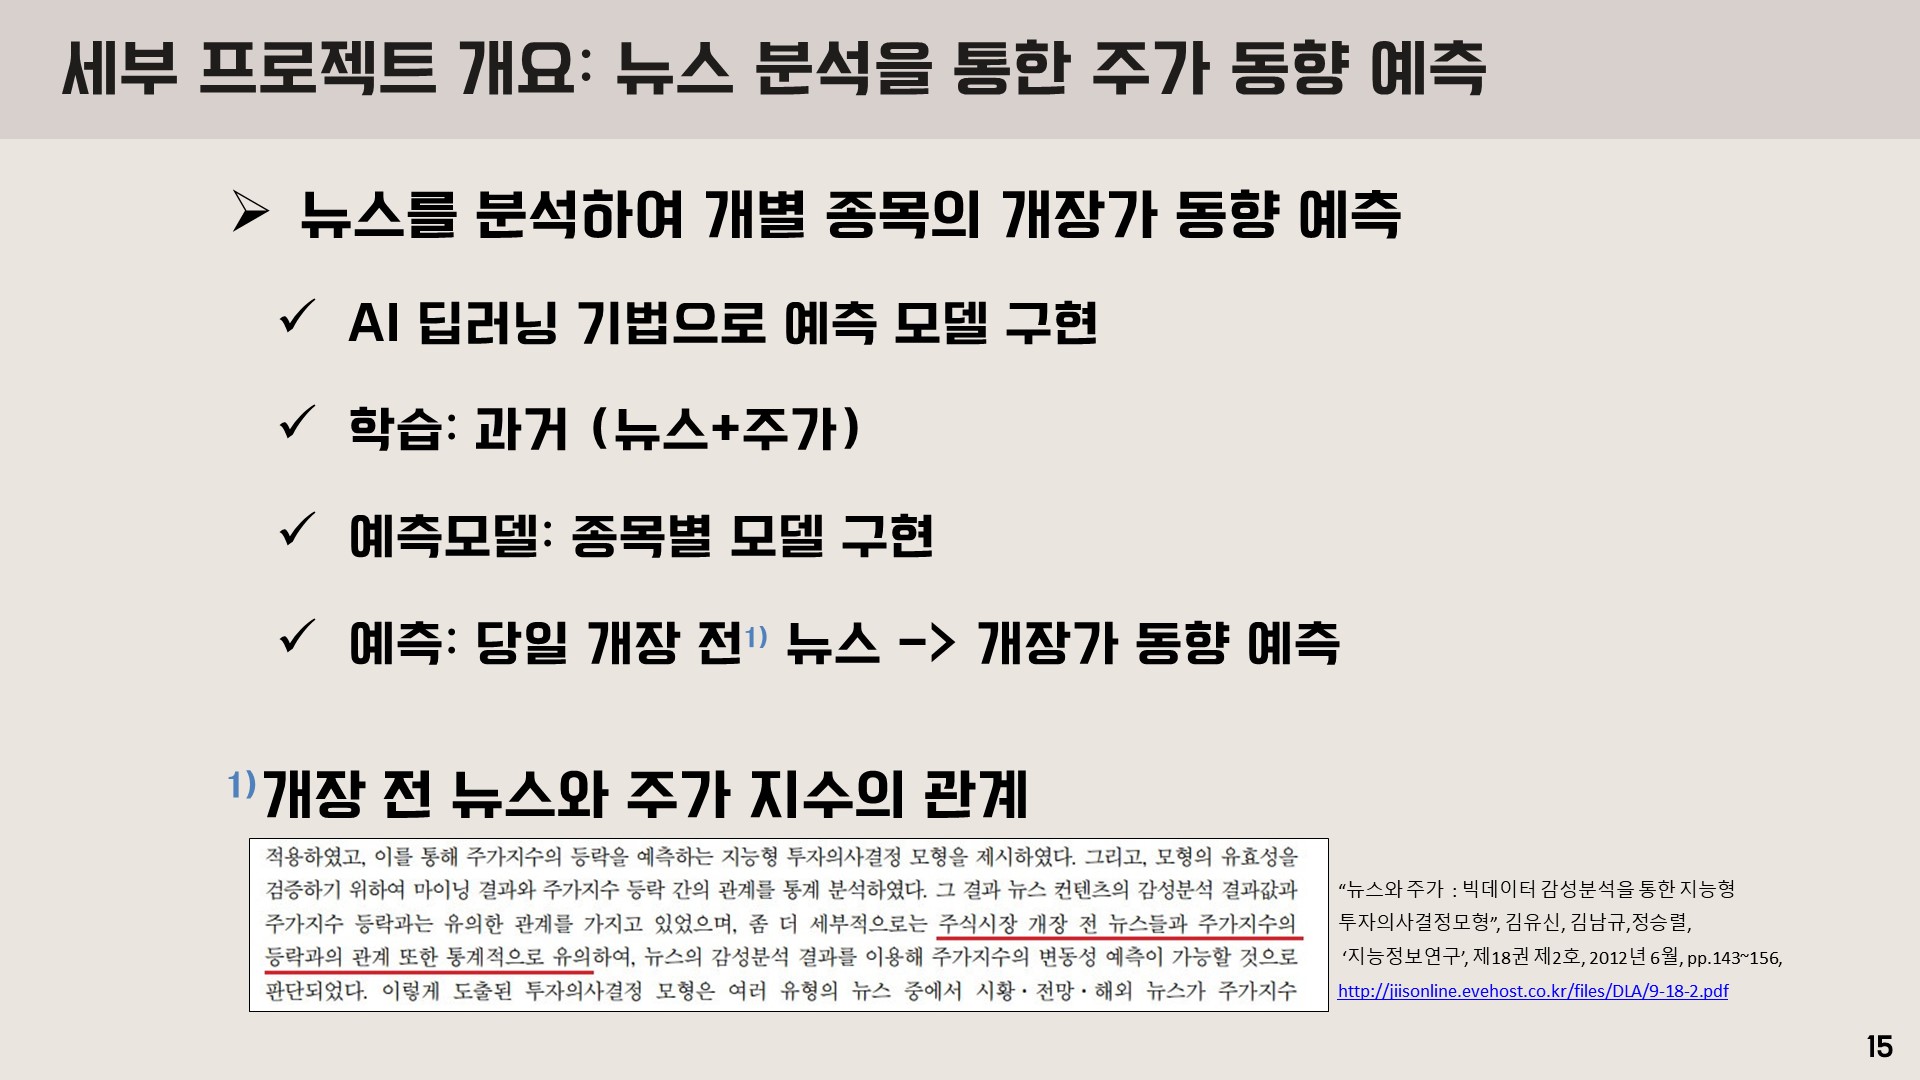 세부 프로젝트 개요: 뉴스 분석을 통한 주가 동향 예측
➢ 뉴스를 분석하여 개별 종목의 개장가 동향 예측
✓ AI 딥러닝 기법으로 예측 모델 구현
✓ 학습: 과거 (뉴스+주가)
✓ 예측모델: 종목별 모델 구현
✓ 예측: 당일 개장 전1) 뉴스 -> 개장가 동향 예측
1)개장 전 뉴스와 주가 지수의 관계
적용하였고, 이를 통해 주가지수의 등락을 예측하는 지능형 투자의사결정 모형을 제시하였다. 그리고, 모형의 유효성을
검증하기 위하여 마이닝 결과와 주가지수 등락 간의 관계를 통계 분석하였다. 그 결과 뉴스 컨텐츠의 감성분석 결과값과
주가지수 등락과는 유의한 관계를 가지고 있었으며, 좀 더 세부적으로는 주식시장 개장 전 뉴스들과 주가지수의
등락과의 관계 또한 통계적으로 유의하여, 뉴스의 감성분석 결과를 이용해 주가지수의 변동성 예측이 가능할 것으로
판단되었다. 이렇게 도출된 투자의사결정 모형은 여러 유형의 뉴스 중에서 시황·전망·해외 뉴스가 주가지수
“뉴스와 주가 : 빅데이터 감성분석을 통한 지능형
투자의사결정모형”, 김유신, 김남규,정승렬,
‘지능정보연구’, 제18권 제2호, 2012년 6월, pp.143~156,
http://jiisonline.evehost.co.kr/files/DLA/9-18-2.pdf
15